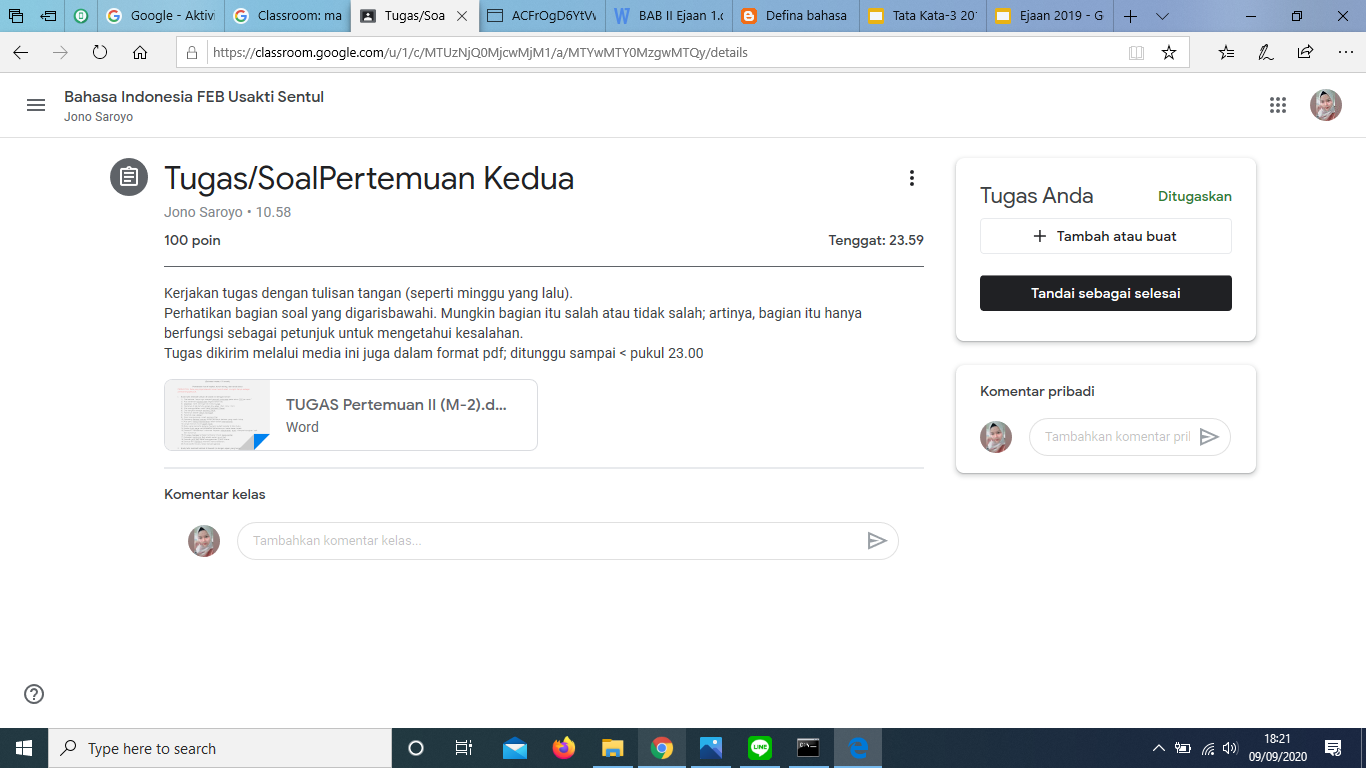 Google - Aktiv
Classroom: ma
Tugas/Soa
ACFrOgD6YtVv
BAB II Ejaan 1.c
Defina bahasa
Tata Kata-3 201
Ejaan 2019 - G
https://classroom.google.com/u/1/c/MTUzNjQ0MjcwMjM1/a/MTYwMTY0MzgwMTQy/details
Bahasa Indonesia FEB Usakti Sentul
Jono Saroyo
Tugas/SoalPertemuan Kedua
Jono Saroyo • 10.58
100 poin
Tenggat: 23.59
Kerjakan tugas dengan tulisan tangan (seperti minggu yang lalu).
Perhatikan bagian soal yang digarisbawahi. Mungkin bagian itu salah atau tidak salah; artinya, bagian itu hanya
berfungsi sebagai petunjuk untuk mengetahui kesalahan.
Tugas dikirim melalui media ini juga dalam format pdf; ditunggu sampai < pukul 23.00
TUGAS Pertemuan II (M-2).d...
Word
Komentar kelas
Tambahkan komentar kelas...
Tugas Anda
Ditugaskan
+ Tambah atau buat
Tandai sebagai selesai
Komentar pribadi
Tambahkan komentar pril
Type here to search
LINE
18:21
09/09/2020